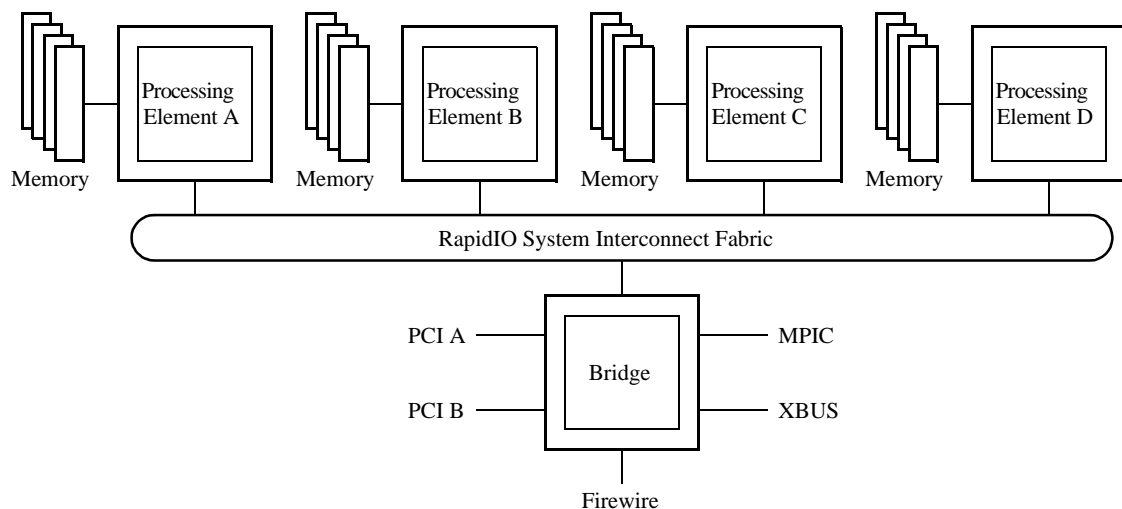 Processing
Element A
Processing
Element B
Processing
Element C
Processing
Element D
Memory
Memory
Memory
Memory
RapidIO System Interconnect Fabric
PCI A
MPIC
Bridge
PCI B
XBUS
Firewire